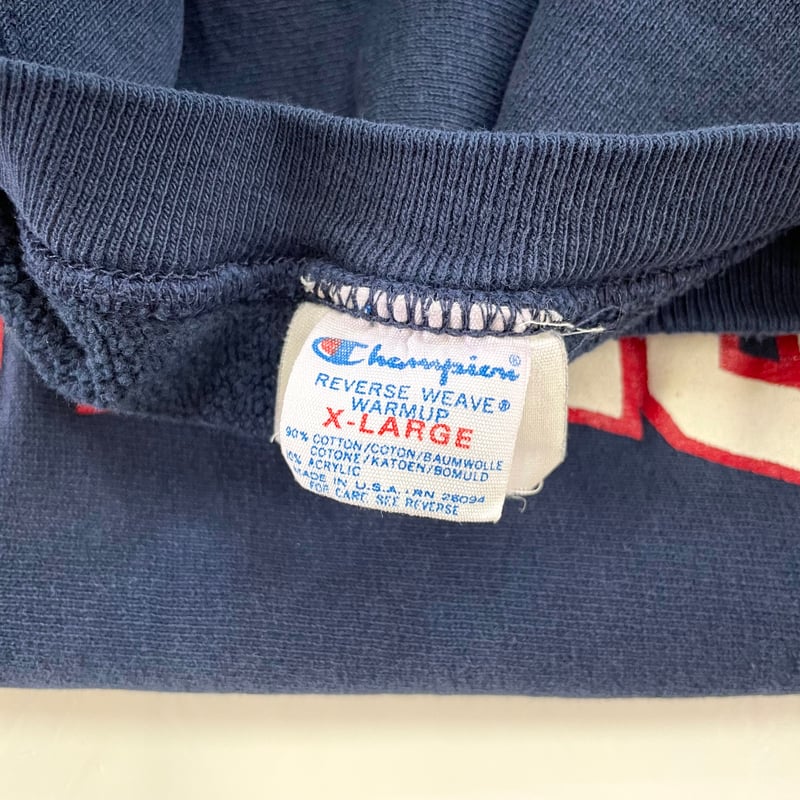 Champion®
REVERSE WEAVE®
WARMUP
X-LARGE
90% COTTON/COTON/BAUMWOLLE
COTONE/KATOEN/BOMULD
10% ACRYLIC
MADE IN U.S.A. RN 26094
FOR CARE SEE REVERSE